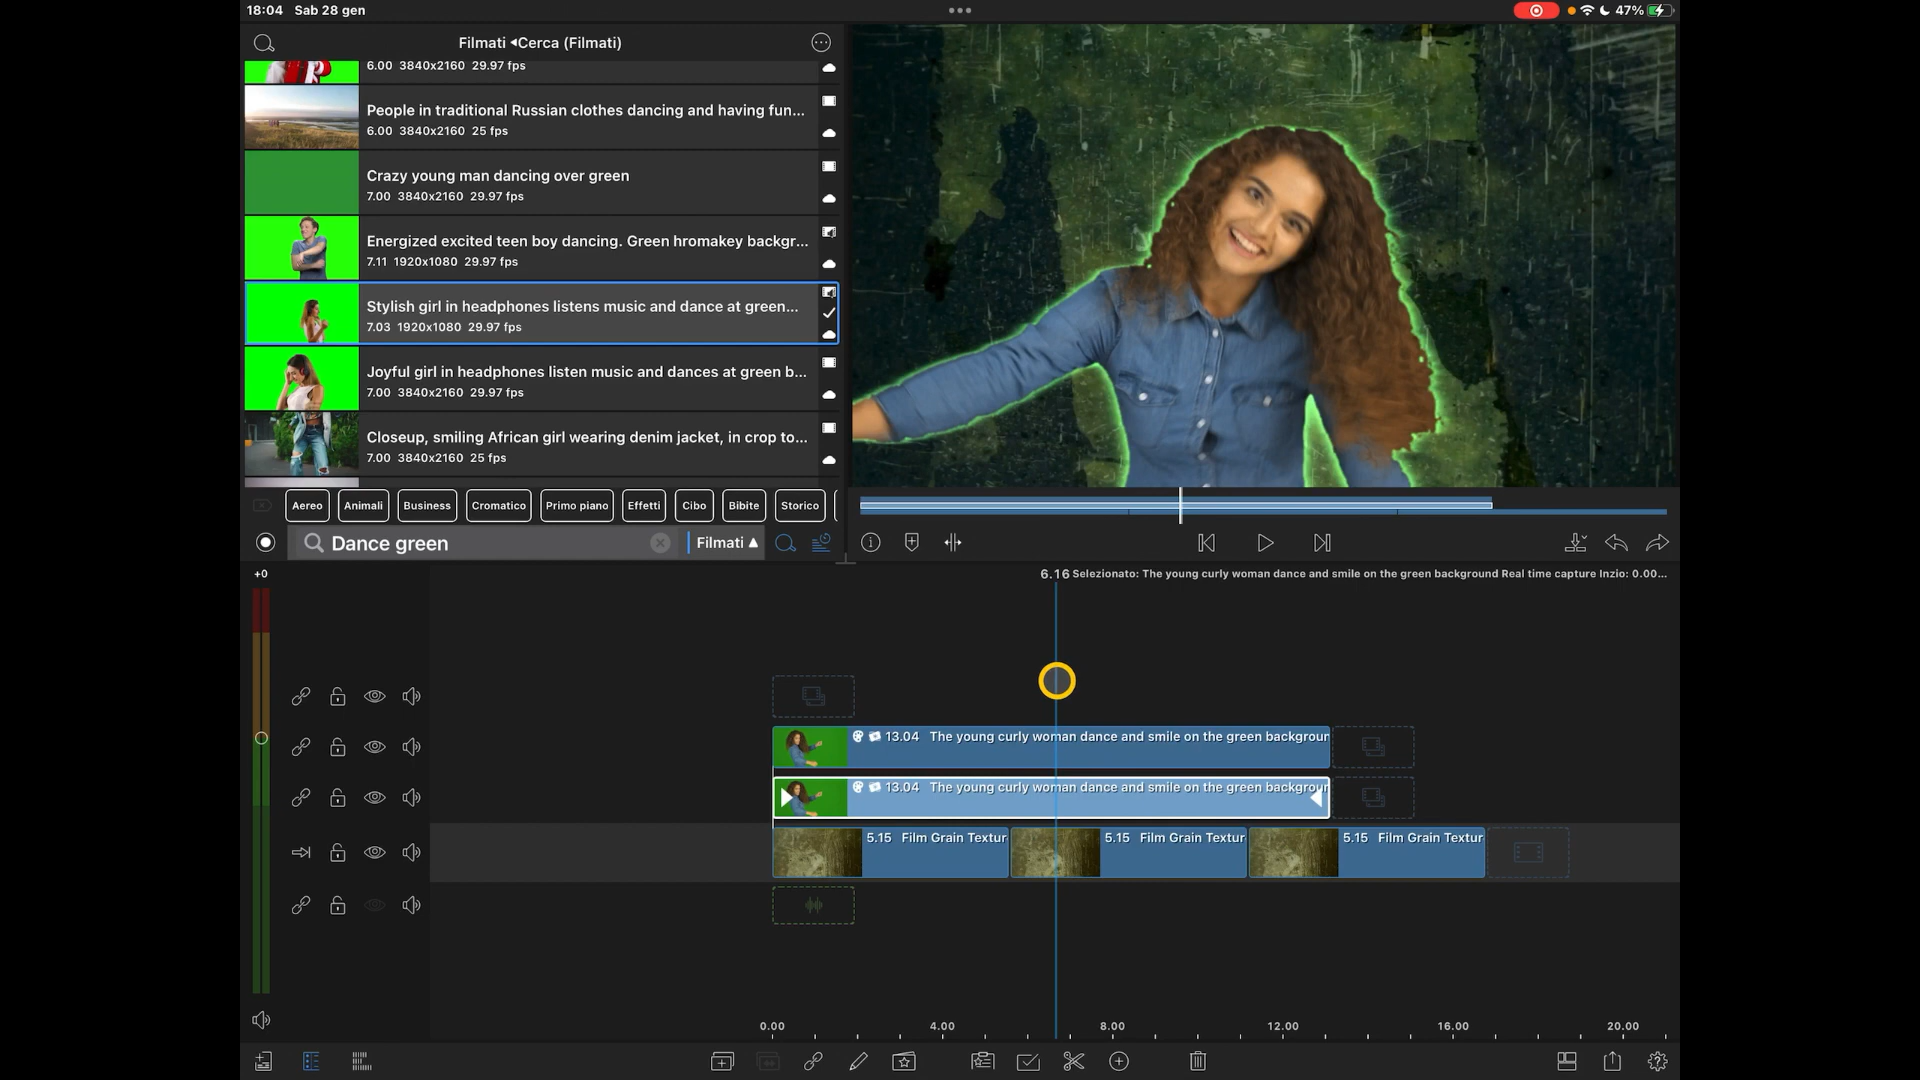 18:04 Sab 28 gen
47%
Filmati ◂Cerca (Filmati)
6.00 3840x2160 29.97 fps
People in traditional Russian clothes dancing and having fun...
6.00 3840x2160 25 fps
Crazy young man dancing over green
7.00 3840x2160 29.97 fps
Energized excited teen boy dancing. Green hromakey backgr...
7.11 1920x1080 29.97 fps
Stylish girl in headphones listens music and dance at green...
7.03 1920x1080 29.97 fps
Joyful girl in headphones listen music and dances at green b...
7.00 3840x2160 29.97 fps
Closeup, smiling African girl wearing denim jacket, in crop to...
7.00 3840x2160 25 fps
Aereo Animali Business Cromatico Primo piano Effetti Cibo Bibite Storico
Dance green Filmati ▲
+0
6.16 Selezionato: The young curly woman dance and smile on the green background Real time capture Inzio: 0.00...
13.04 The young curly woman dance and smile on the green backgroun
13.04 The young curly woman dance and smile on the green backgroun
5.15 Film Grain Textur 5.15 Film Grain Textur 5.15 Film Grain Textur
0.00 4.00 8.00 12.00 16.00 20.00